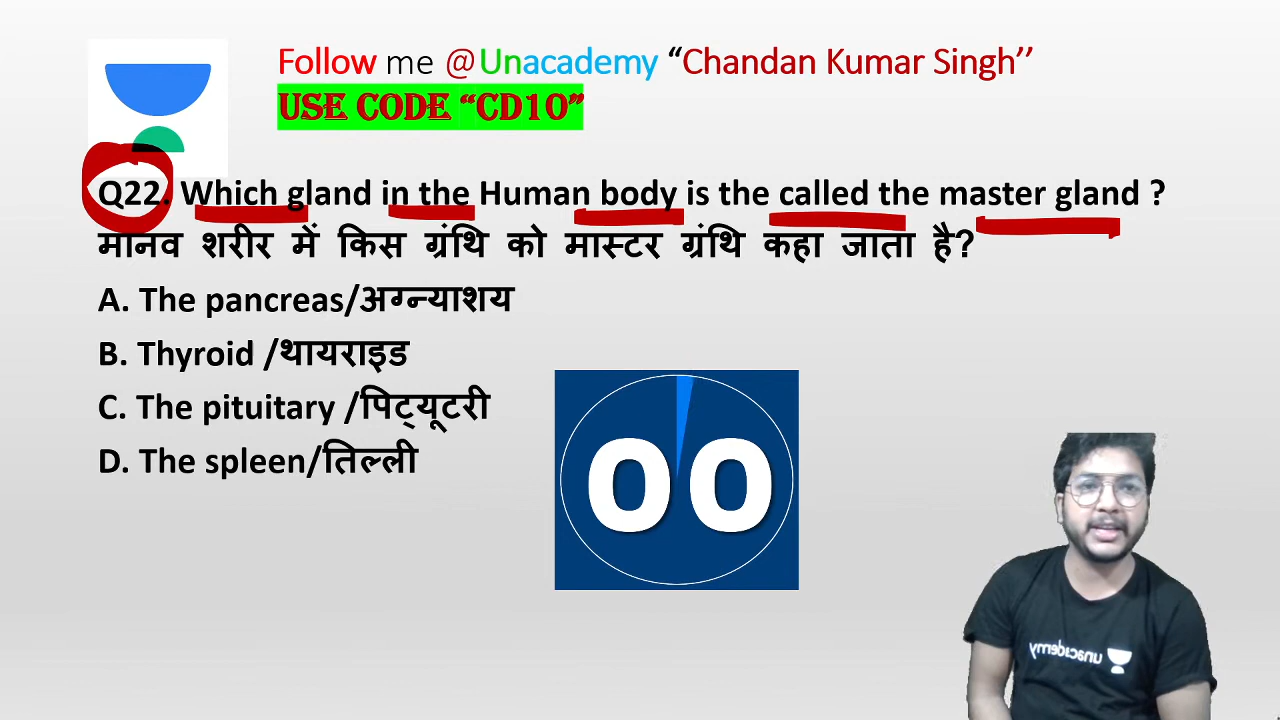 Follow me @Unacademy “Chandan Kumar Singh’’
USE CODE “CD10”
Q22. Which gland in the Human body is the called the master gland ?
मानव शरीर में किस ग्रंथि को मास्टर ग्रंथि कहा जाता है?
A. The pancreas/अग्न्याशय
B. Thyroid /थायराइड
C. The pituitary /पिट्यूटरी
D. The spleen/तिल्ली
00
unacademy